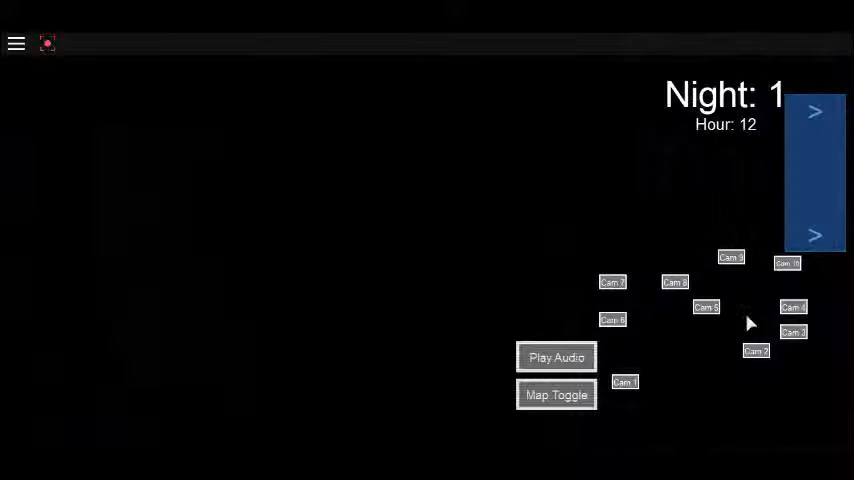 Night: 1
Hour: 12
>
>
Cam 9
Cam 10
Cam 7
Cam 8
Cam 5
Cam 4
Cam 6
Cam 3
Cam 2
Play Audio
Cam 1
Map Toggle